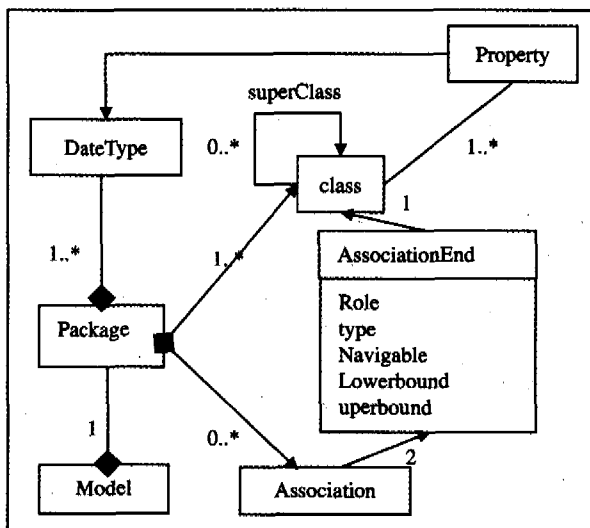 Property
superClass
DateType
0..*
class
1..*
1
1..*
1..*
AssociationEnd
Role
type
Navigable
Lowerbound
uperbound
Package
1
0..*
2
Model
Association